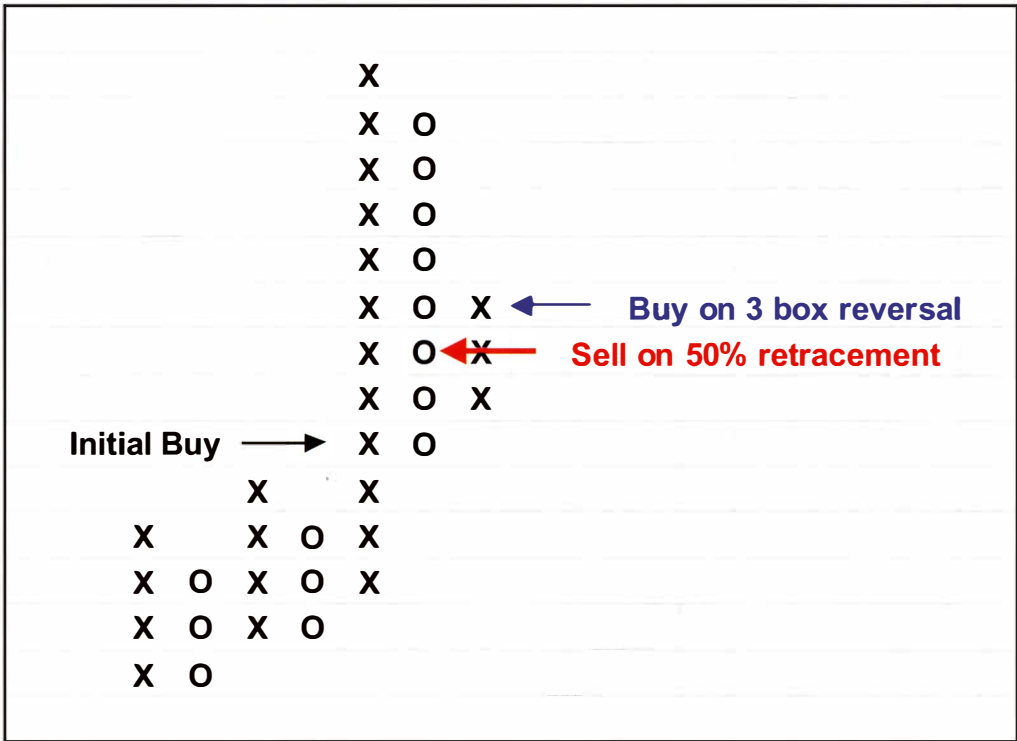 X
X O
X O
X O
X O
X O X Buy on 3 box reversal
X O X Sell on 50% retracement
X O X
Initial Buy X O
X X
X X O X
X O X O X
X O X O
X O